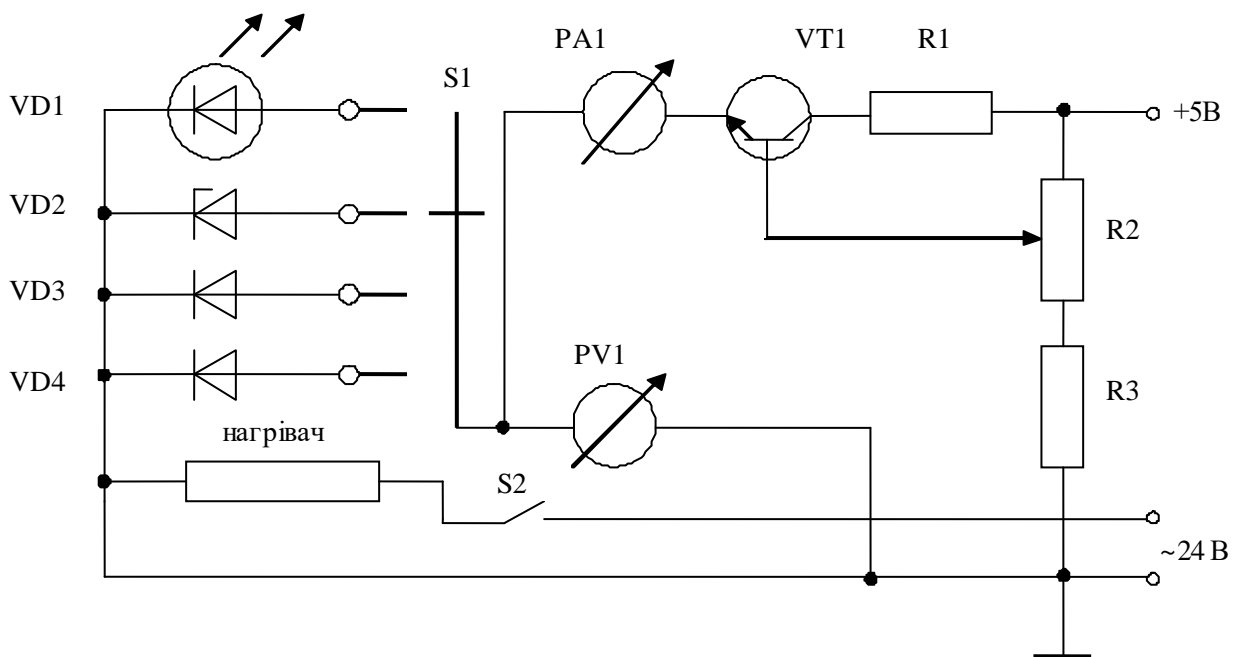 PA1
VT1
R1
S1
VD1
+5В
VD2
R2
VD3
PV1
VD4
R3
нагрівач
S2
~24 В